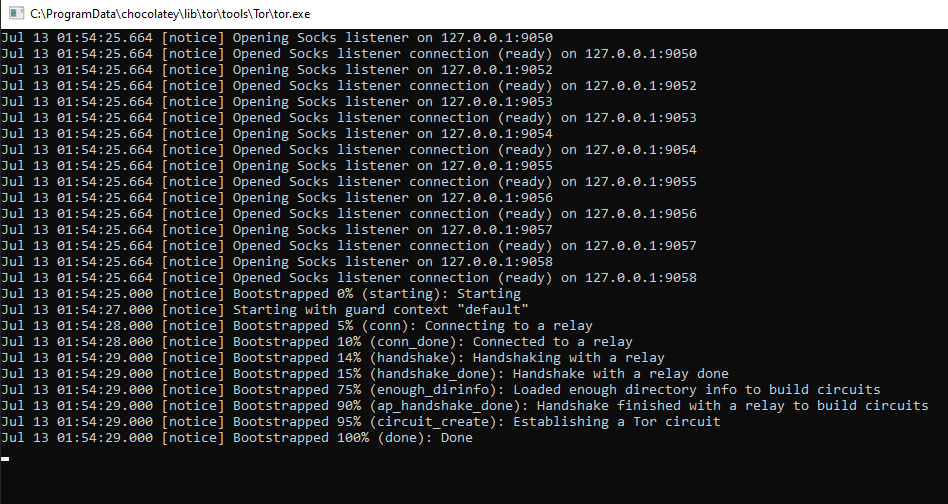 C:\ProgramData\chocolatey\lib\tor\tools\Tor\tor.exe
Jul 13 01:54:25.664 [notice] Opening Socks listener on 127.0.0.1:9050
Jul 13 01:54:25.664 [notice] Opened Socks listener connection (ready) on 127.0.0.1:9050
Jul 13 01:54:25.664 [notice] Opening Socks listener on 127.0.0.1:9052
Jul 13 01:54:25.664 [notice] Opened Socks listener connection (ready) on 127.0.0.1:9052
Jul 13 01:54:25.664 [notice] Opening Socks listener on 127.0.0.1:9053
Jul 13 01:54:25.664 [notice] Opened Socks listener connection (ready) on 127.0.0.1:9053
Jul 13 01:54:25.664 [notice] Opening Socks listener on 127.0.0.1:9054
Jul 13 01:54:25.664 [notice] Opened Socks listener connection (ready) on 127.0.0.1:9054
Jul 13 01:54:25.664 [notice] Opening Socks listener on 127.0.0.1:9055
Jul 13 01:54:25.664 [notice] Opened Socks listener connection (ready) on 127.0.0.1:9055
Jul 13 01:54:25.664 [notice] Opening Socks listener on 127.0.0.1:9056
Jul 13 01:54:25.664 [notice] Opened Socks listener connection (ready) on 127.0.0.1:9056
Jul 13 01:54:25.664 [notice] Opening Socks listener on 127.0.0.1:9057
Jul 13 01:54:25.664 [notice] Opened Socks listener connection (ready) on 127.0.0.1:9057
Jul 13 01:54:25.664 [notice] Opening Socks listener on 127.0.0.1:9058
Jul 13 01:54:25.664 [notice] Opened Socks listener connection (ready) on 127.0.0.1:9058
Jul 13 01:54:25.000 [notice] Bootstrapped 0% (starting): Starting
Jul 13 01:54:27.000 [notice] Starting with guard context "default"
Jul 13 01:54:28.000 [notice] Bootstrapped 5% (conn): Connecting to a relay
Jul 13 01:54:28.000 [notice] Bootstrapped 10% (conn_done): Connected to a relay
Jul 13 01:54:29.000 [notice] Bootstrapped 14% (handshake): Handshaking with a relay
Jul 13 01:54:29.000 [notice] Bootstrapped 15% (handshake_done): Handshake with a relay done
Jul 13 01:54:29.000 [notice] Bootstrapped 75% (enough_dirinfo): Loaded enough directory info to build circuits
Jul 13 01:54:29.000 [notice] Bootstrapped 90% (ap_handshake_done): Handshake finished with a relay to build circuits
Jul 13 01:54:29.000 [notice] Bootstrapped 95% (circuit_create): Establishing a Tor circuit
Jul 13 01:54:29.000 [notice] Bootstrapped 100% (done): Done